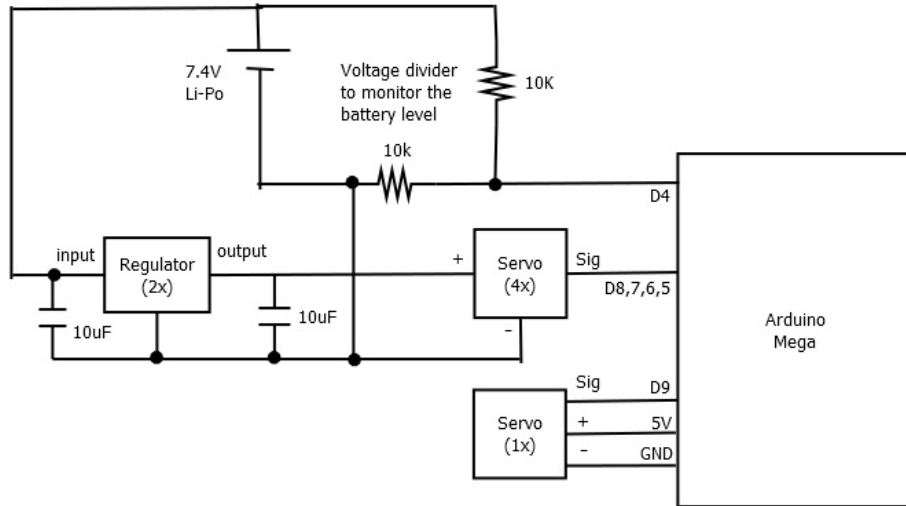 7.4V
Li-Po
Voltage divider
to monitor the
battery level
10K
10k
D4
input
Regulator
(2x)
output
10uF
10uF
+
Servo
(4x)
-
Sig
D8,7,6,5
Arduino
Mega
Servo
(1x)
Sig
D9
+
5V
-
GND